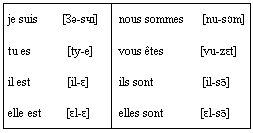 je suis [Зə-sɥi] nous sommes [nu-sɔm]
tu es [ty-e] vous êtes [vu-zɛt]
il est [il-ɛ] ils sont [il-sɔ̃]
elle est [ɛl-ɛ] elles sont [ɛl-sɔ̃]